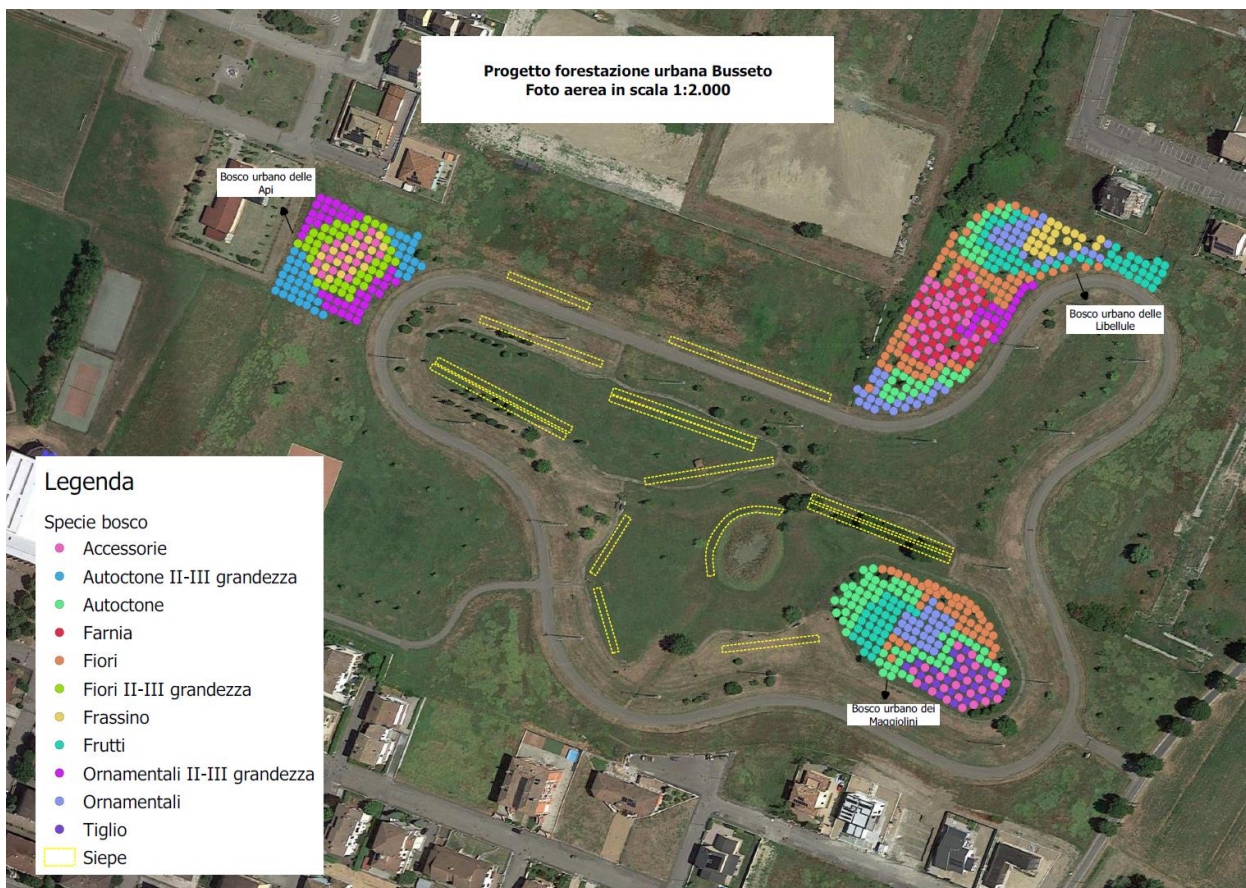 Progetto forestazione urbana Busseto
Foto aerea in scala 1:2.000
Bosco urbano delle
Api
Bosco urbano delle
Libellule
Legenda
Specie bosco
Accessorie
Autoctone II-III grandezza
Autoctone
Farnia
Fiori
Fiori II-III grandezza
Frassino
Frutti
Ornamentali II-III grandezza
Ornamentali
Tiglio
Siepe
Bosco urbano dei
Maggiolini